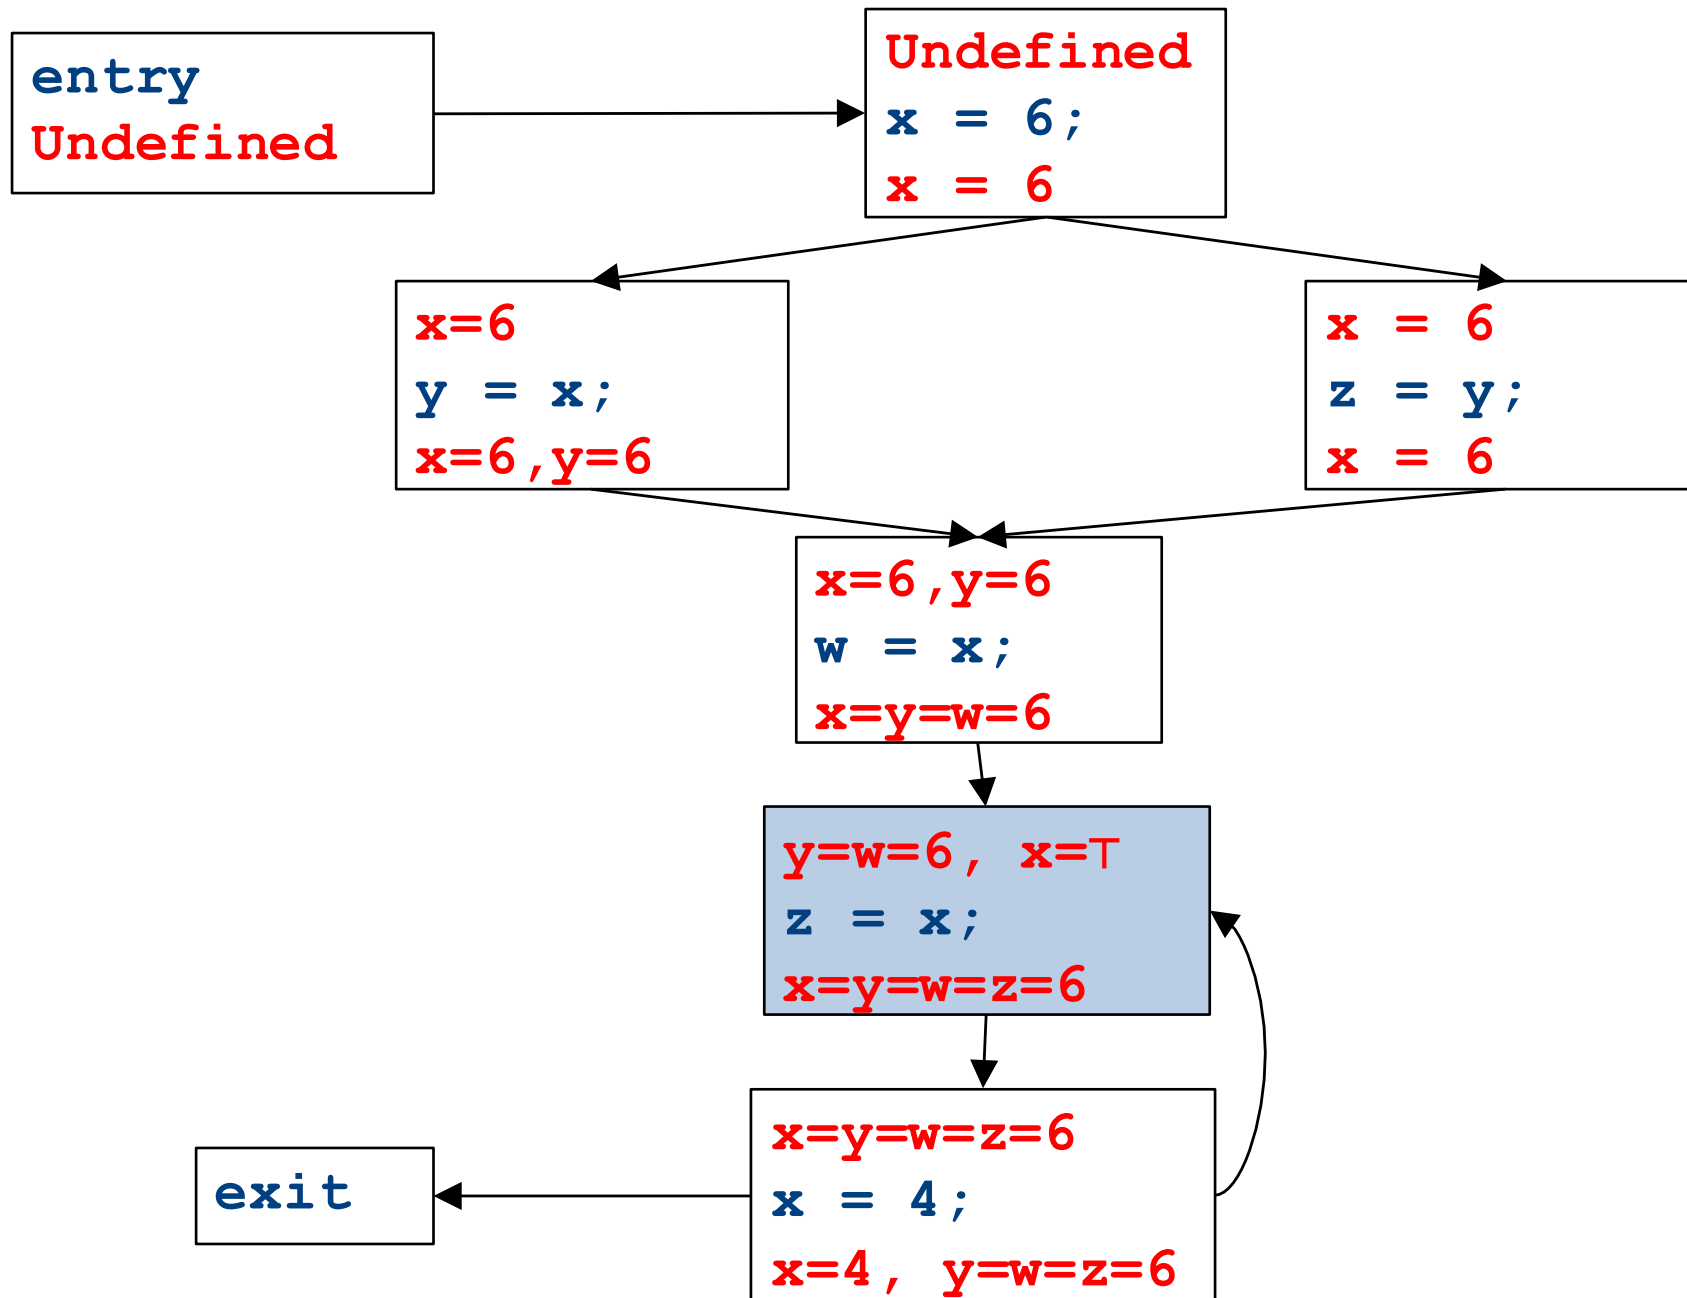 entry
Undefined
Undefined
x = 6;
x = 6
x=6
y = x;
x=6,y=6
x = 6
z = y;
x = 6
x=6,y=6
w = x;
x=y=w=6
y=w=6, x=⊤
z = x;
x=y=w=z=6
x=y=w=z=6
x = 4;
x=4, y=w=z=6
exit